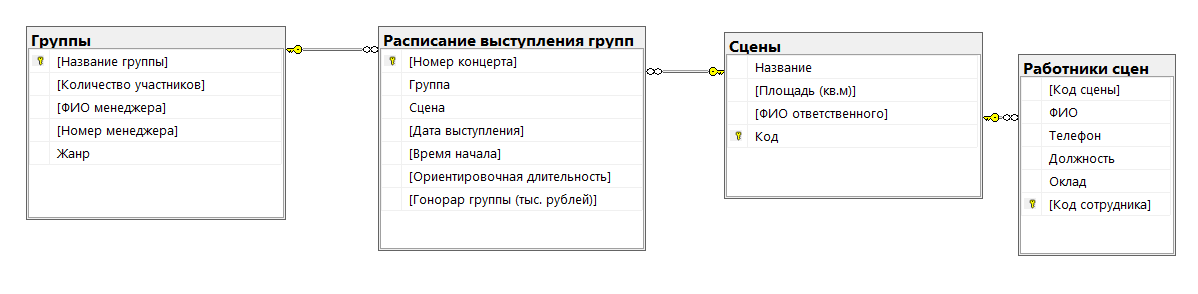 Группы
[Название группы]
[Количество участников]
[ФИО менеджера]
[Номер менеджера]
Жанр
Расписание выступления групп
[Номер концерта]
Группа
Сцена
[Дата выступления]
[Время начала]
[Ориентировочная длительность]
[Гонорар группы (тыс. рублей)]
Сцены
Название
[Площадь (кв.м)]
[ФИО ответственного]
Код
Работники сцен
[Код сцены]
ФИО
Телефон
Должность
Оклад
[Код сотрудника]